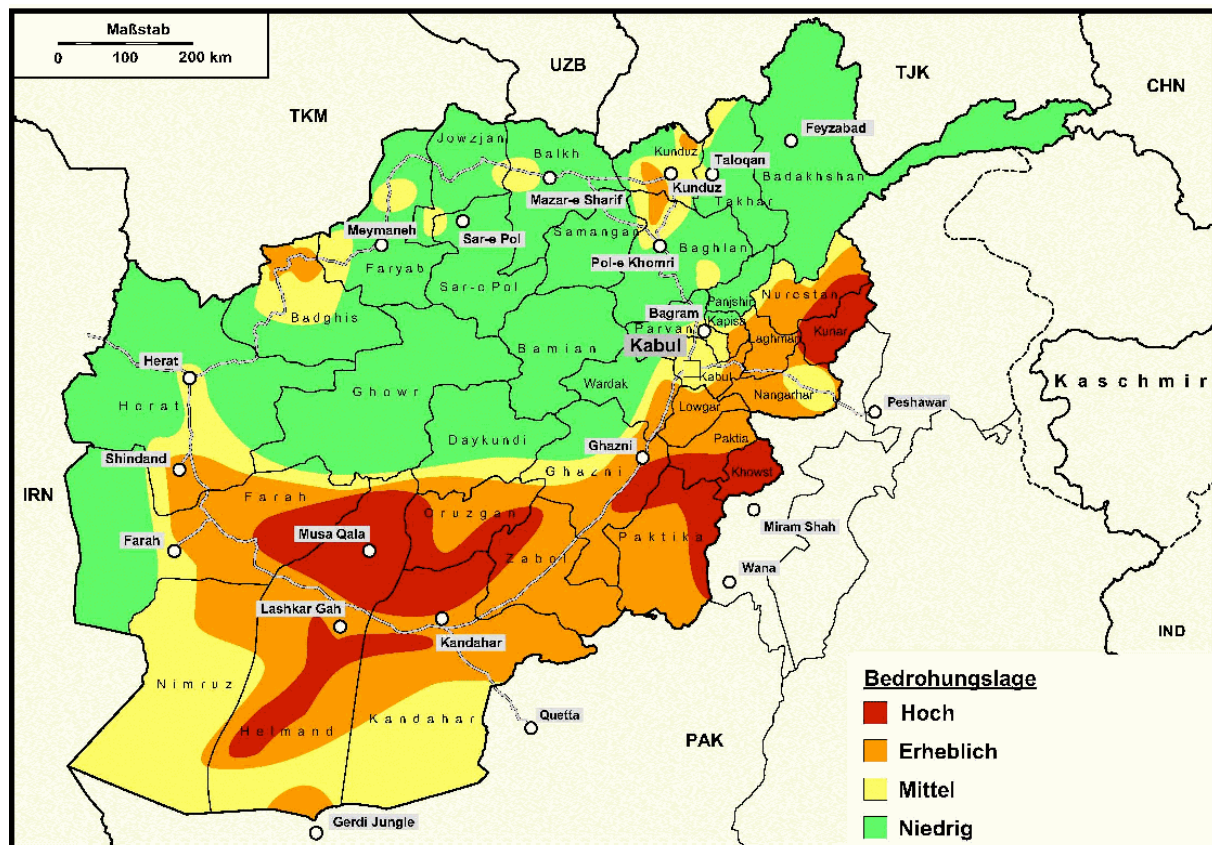 Maßstab
0 100 200 km
UZB
TJK
CHN
TKM
Jowzjan
Balkh
Kunduz
Feyzabad
Taloqan
Badakhshan
Kunduz
Mazar-e Sharif
Takhar
Meymaneh
Sar-e Pol
Samangan
Baghlan
Pol-e Khomri
Faryab
Sar-e Pol
Badghis
Panjshir
Nurestan
Bagram
Kapisa
Parvan
Kunar
Laghman
Kabul
Bamian
Herat
Kabul
Wardak
Nangarhar
Kaschmir
Ghowr
Herat
Lowgar
Peshawar
Daykundi
Paktia
Ghazni
Shindand
Ghazni
Khowst
IRN
Farah
Oruzgan
Miram Shah
Musa Qala
Farah
Zabol
Paktika
Wana
Lashkar Gah
Kandahar
IND
Nimruz
Helmand
Kandahar
Quetta
PAK
Gerdi Jungle
Bedrohungslage
Hoch
Erheblich
Mittel
Niedrig